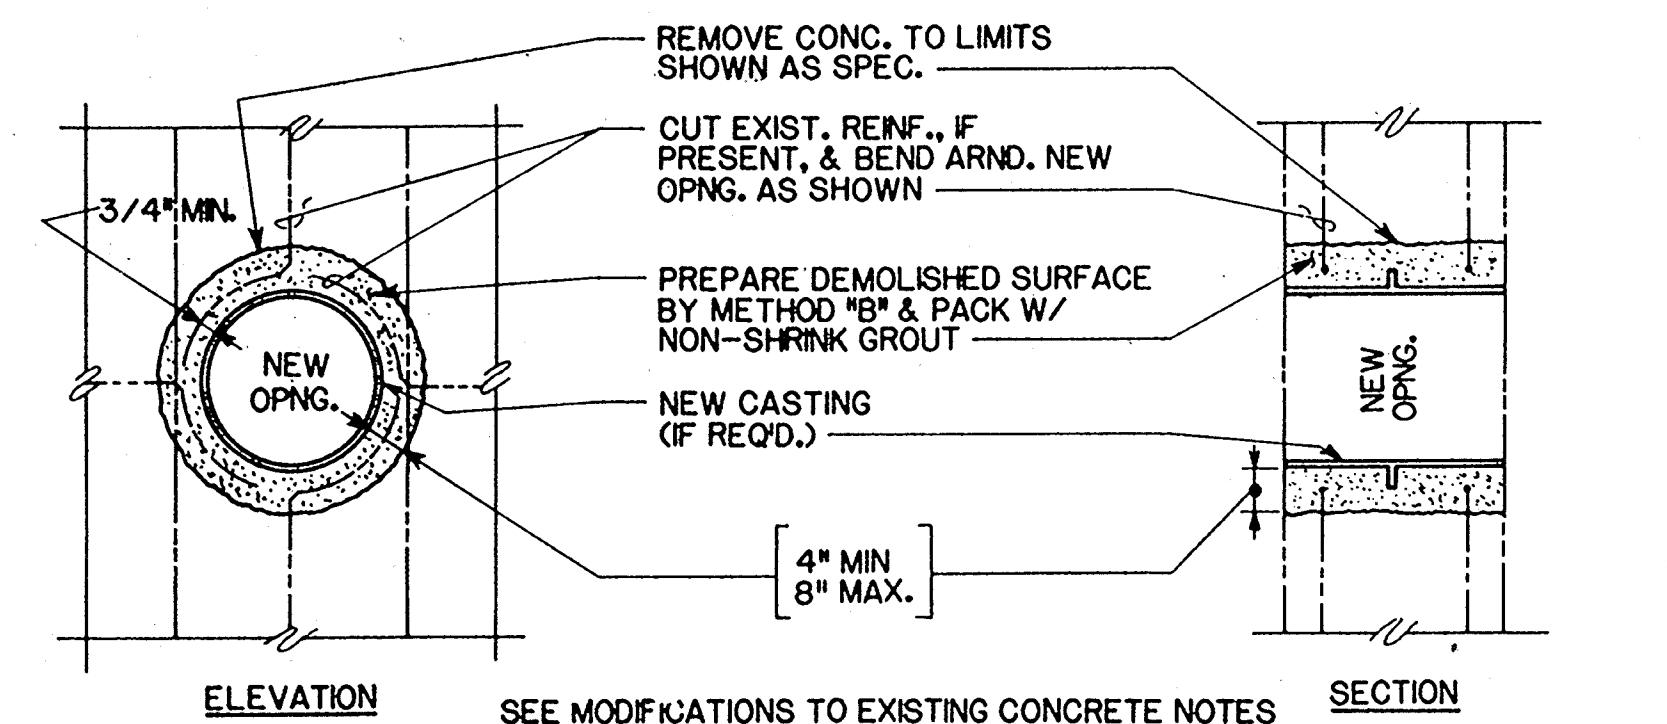 REMOVE CONC. TO LIMITS
SHOWN AS SPEC.
CUT EXIST. REINF., IF
PRESENT, & BEND ARND. NEW
OPNG. AS SHOWN
3/4" MIN.
PREPARE DEMOLISHED SURFACE
BY METHOD "B" & PACK W/
NON-SHRINK GROUT
NEW
OPNG.
NEW
OPNG.
NEW CASTING
(IF REQ'D.)
4" MIN
8" MAX.
ELEVATION
SEE MODIFICATIONS TO EXISTING CONCRETE NOTES
SECTION